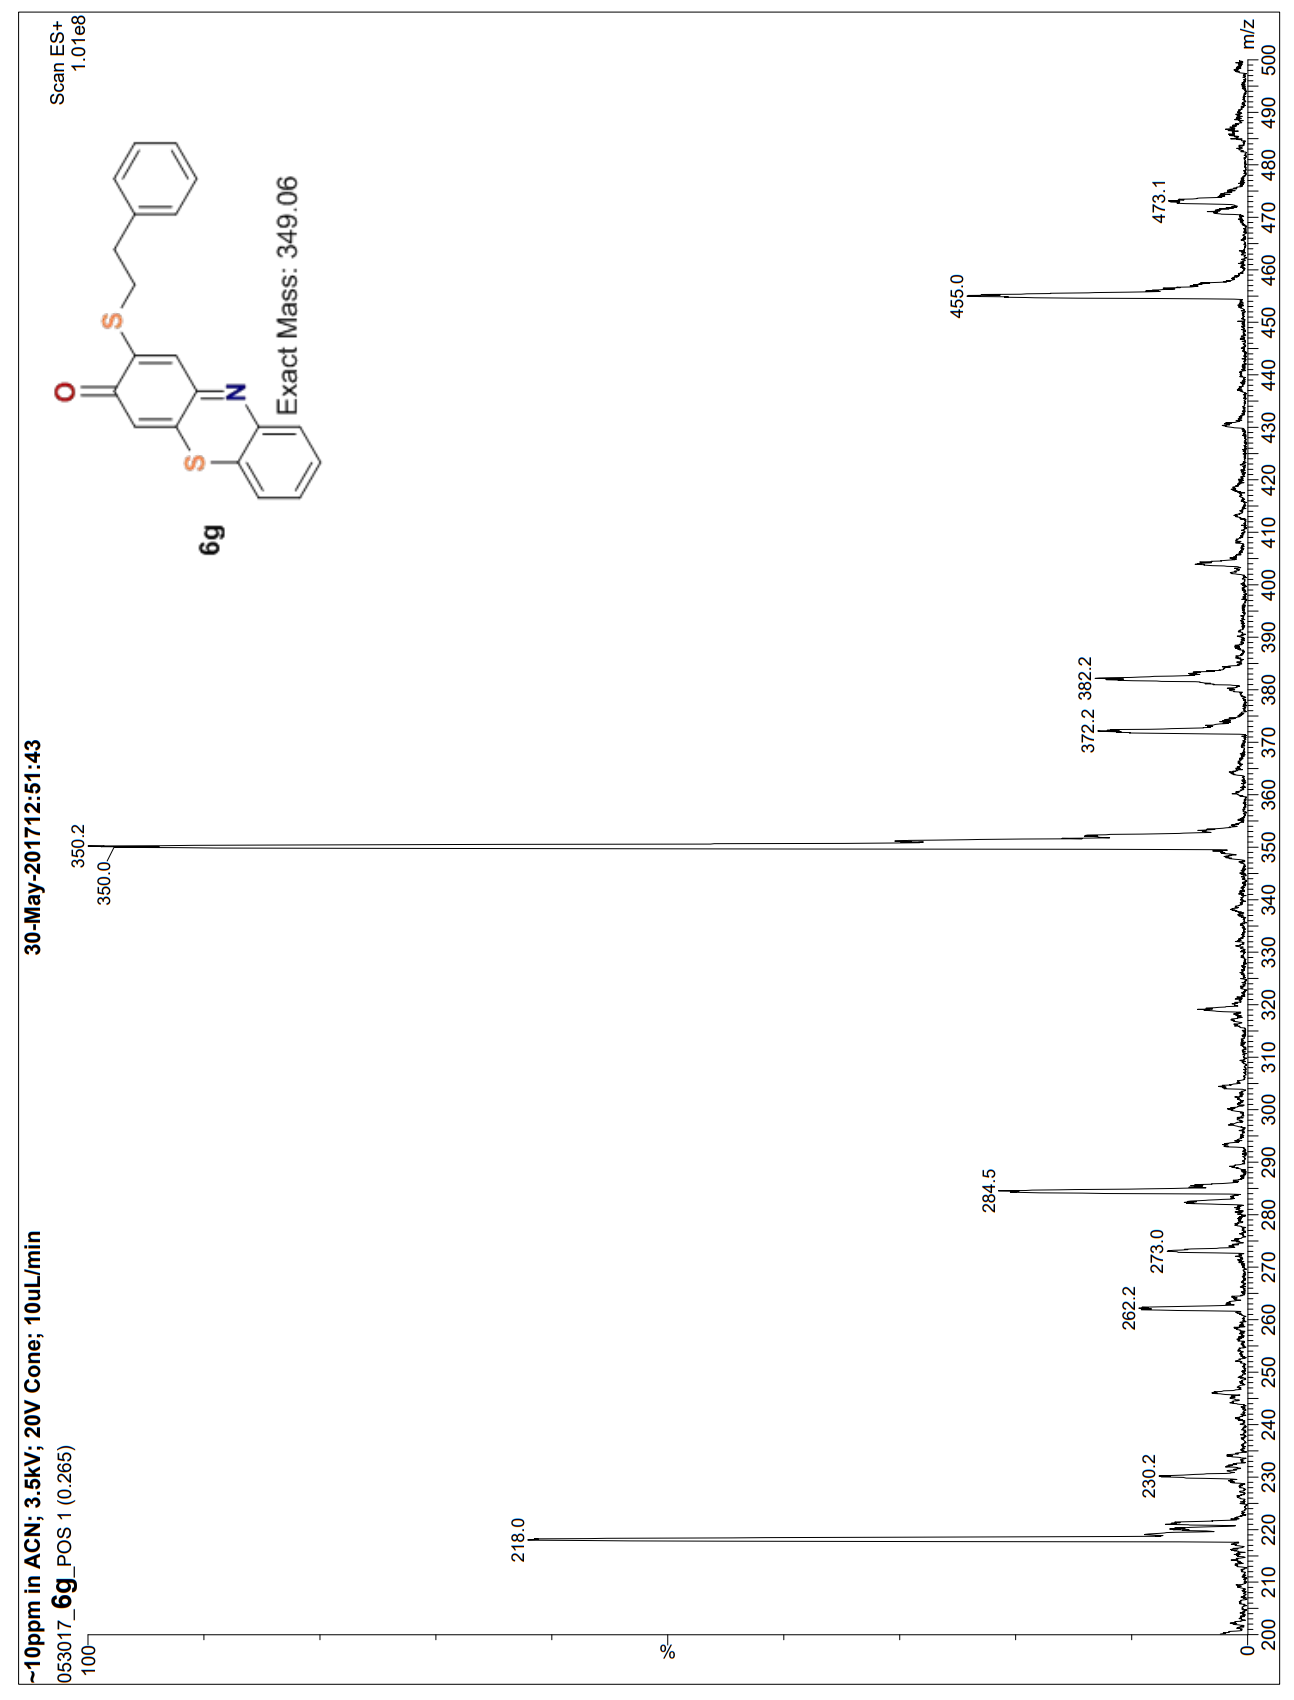 ~10ppm in ACN; 3.5kV; 20V Cone; 10uL/min 30-May-201712:51:43
053017_6g_POS 1 (0.265) Scan ES+
1.01e8
O
S
S
N
6g
Exact Mass: 349.06
100
%
0
218.0
230.2
262.2
273.0
284.5
350.2
350.0
372.2
382.2
455.0
473.1
200 210 220 230 240 250 260 270 280 290 300 310 320 330 340 350 360 370 380 390 400 410 420 430 440 450 460 470 480 490 500
m/z